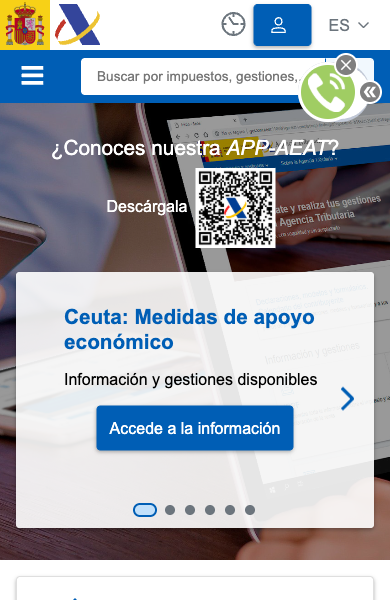 ES
Buscar por impuestos, gestiones,
¿Conoces nuestra APP-AEAT?
Descárgala
Ceuta: Medidas de apoyo
económico
Información y gestiones disponibles
Accede a la información